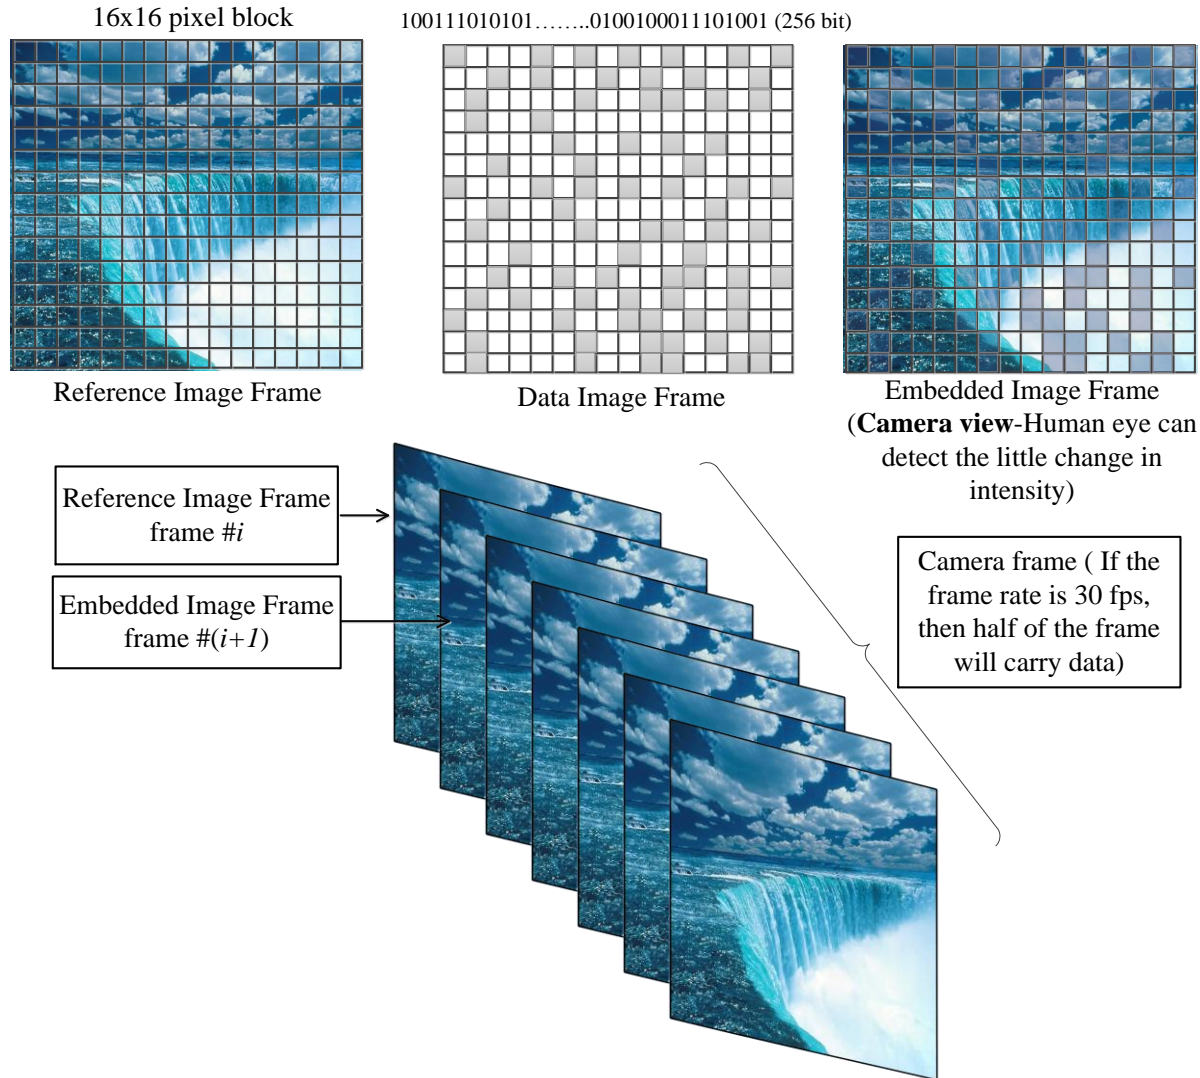 16x16 pixel block
100111010101……..01001000011101001 (256 bit)
Reference Image Frame
Data Image Frame
Embedded Image Frame
(Camera view-Human eye can
detect the little change in
intensity)
Reference Image Frame
frame #i
Embedded Image Frame
frame #(i+1)
Camera frame ( If the
frame rate is 30 fps,
then half of the frame
will carry data)